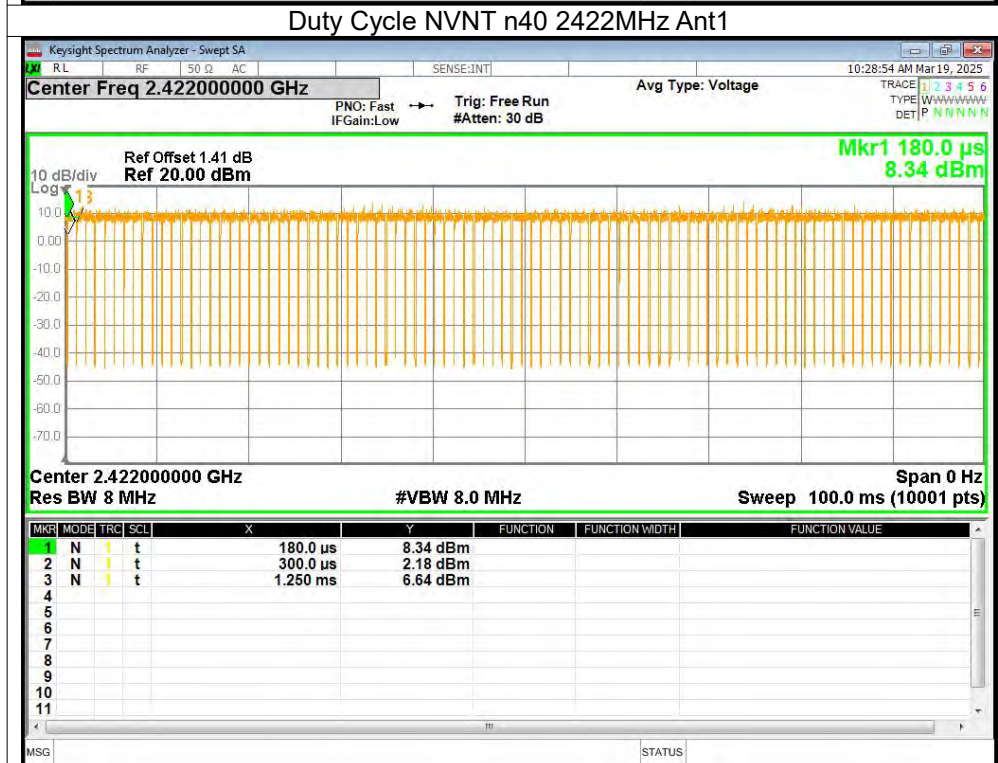 Duty Cycle NVNT n40 2422MHz Ant1
Keysight Spectrum Analyzer - Swept SA
LXI RL RF 50 Ω AC SENSE:INT 10:28:54 AM Mar 19, 2025
Center Freq 2.422000000 GHz Avg Type: Voltage TRACE 1 2 3 4 5 6
PNO: Fast Trig: Free Run TYPE WWWWWWW
IFGain:Low #Atten: 30 dB DET P N N N N N
Ref Offset 1.41 dB Mkr1 180.0 µs
10 dB/div Ref 20.00 dBm 8.34 dBm
Log
1 3
10.0
0.00
-10.0
-20.0
-30.0
-40.0
-50.0
-60.0
-70.0
Center 2.422000000 GHz Span 0 Hz
Res BW 8 MHz #VBW 8.0 MHz Sweep 100.0 ms (10001 pts)
MKR MODE TRC SCL X Y FUNCTION FUNCTION WIDTH FUNCTION VALUE
1 N 1 t 180.0 µs 8.34 dBm
2 N 1 t 300.0 µs 2.18 dBm
3 N 1 t 1.250 ms 6.64 dBm
4
5
6
7
8
9
10
11
MSG STATUS